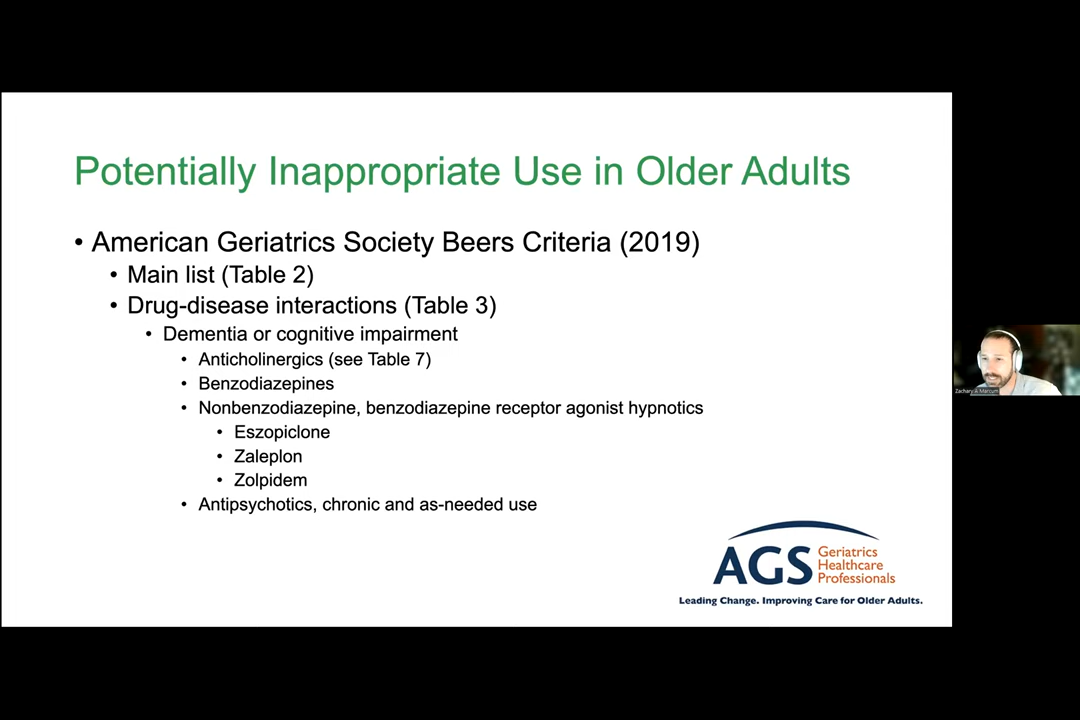 Potentially Inappropriate Use in Older Adults
• American Geriatrics Society Beers Criteria (2019)
• Main list (Table 2)
• Drug-disease interactions (Table 3)
• Dementia or cognitive impairment
• Anticholinergics (see Table 7)
• Benzodiazepines
• Nonbenzodiazepine, benzodiazepine receptor agonist hypnotics
• Eszopiclone
• Zaleplon
• Zolpidem
• Antipsychotics, chronic and as-needed use
AGS
Geriatrics
Healthcare
Professionals
Leading Change. Improving Care for Older Adults.
Zachary A. Marcum